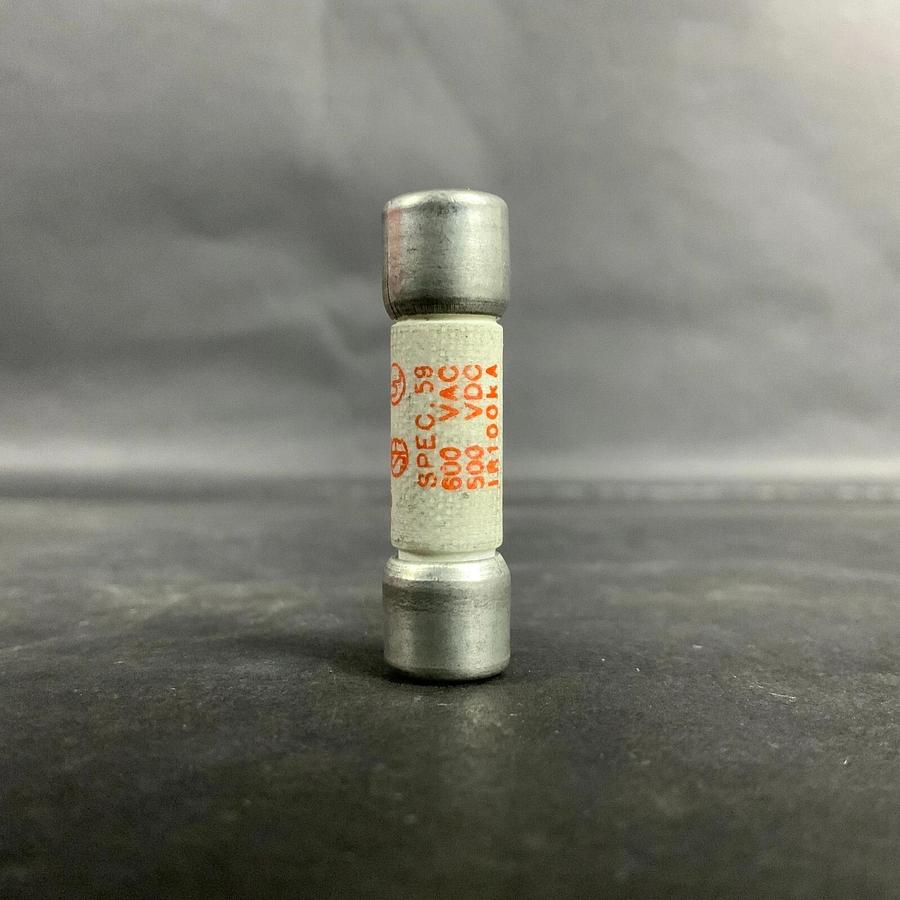 SPEC. 59
600 VAC
500 VDC
IR100kA